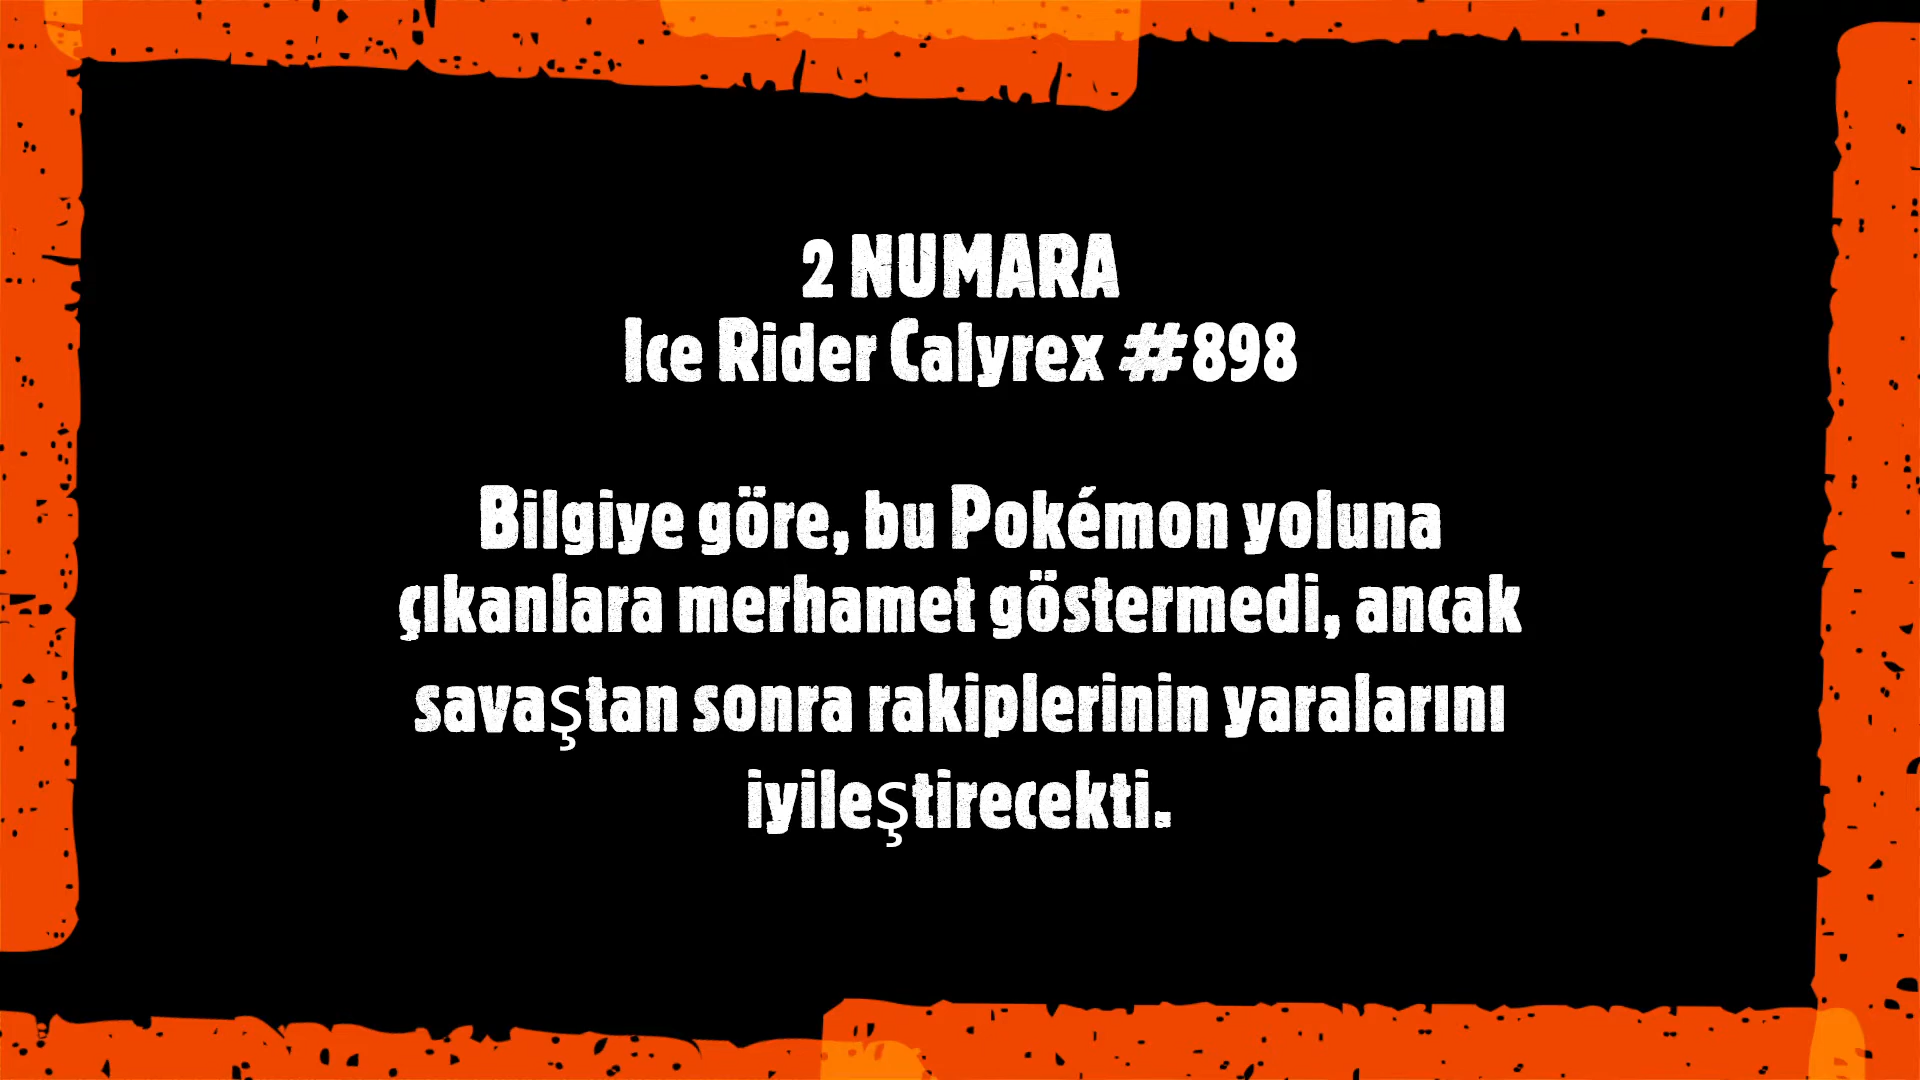 2 NUMARA
Ice Rider Calyrex #898
Bilgiye göre, bu Pokémon yoluna
çıkanlara merhamet göstermedi, ancak
savaştan sonra rakiplerinin yaralarını
iyileştirecekti.